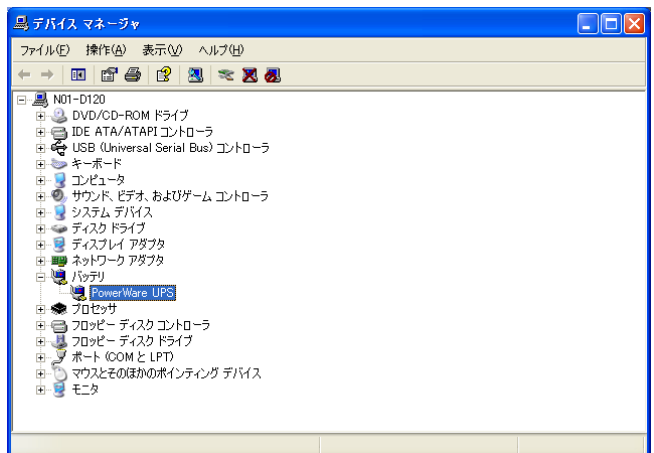 デバイス マネージャ
ファイル(F) 操作(A) 表示(V) ヘルプ(H)
N01-D120
DVD/CD-ROM ドライブ
IDE ATA/ATAPI コントローラ
USB (Universal Serial Bus) コントローラ
キーボード
コンピュータ
サウンド、ビデオ、およびゲーム コントローラ
システム デバイス
ディスク ドライブ
ディスプレイ アダプタ
ネットワーク アダプタ
バッテリ
PowerWare UPS
プロセッサ
フロッピー ディスク コントローラ
フロッピー ディスク ドライブ
ポート (COM と LPT)
マウスとそのほかのポインティング デバイス
モニタ